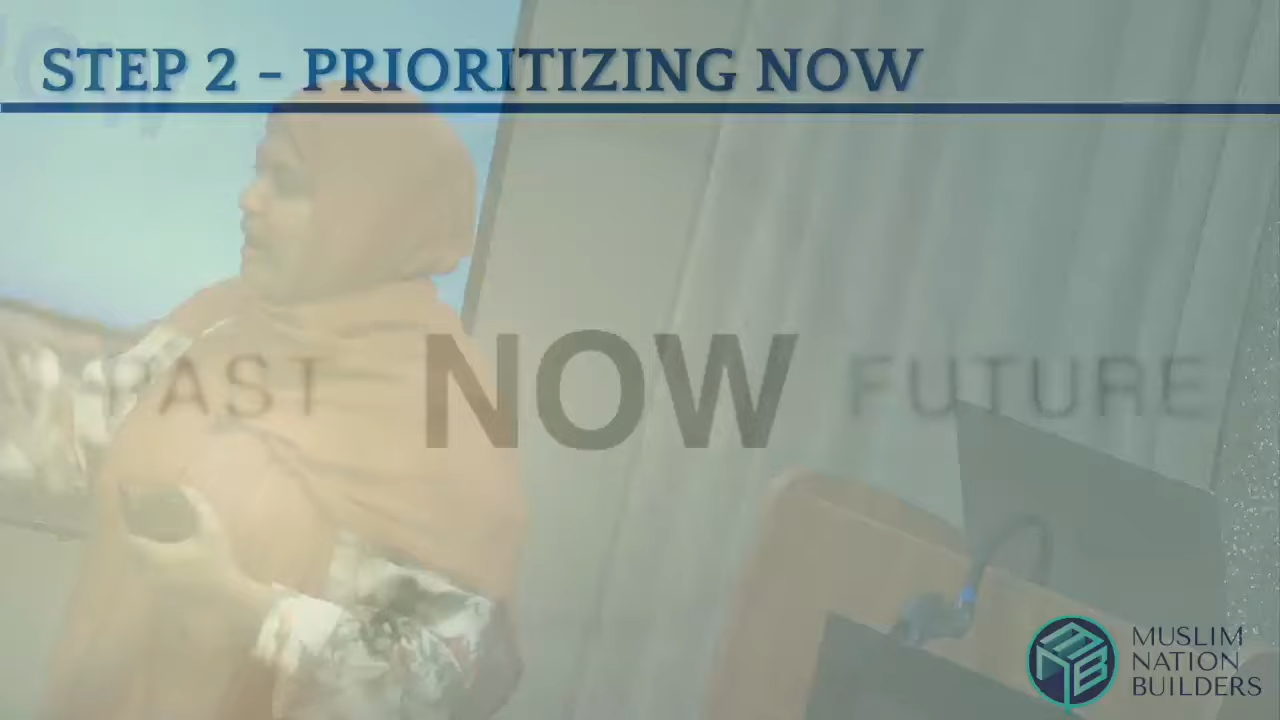 STEP 2 – PRIORITIZING NOW
PAST NOW FUTURE
MUSLIM
NATION
BUILDERS